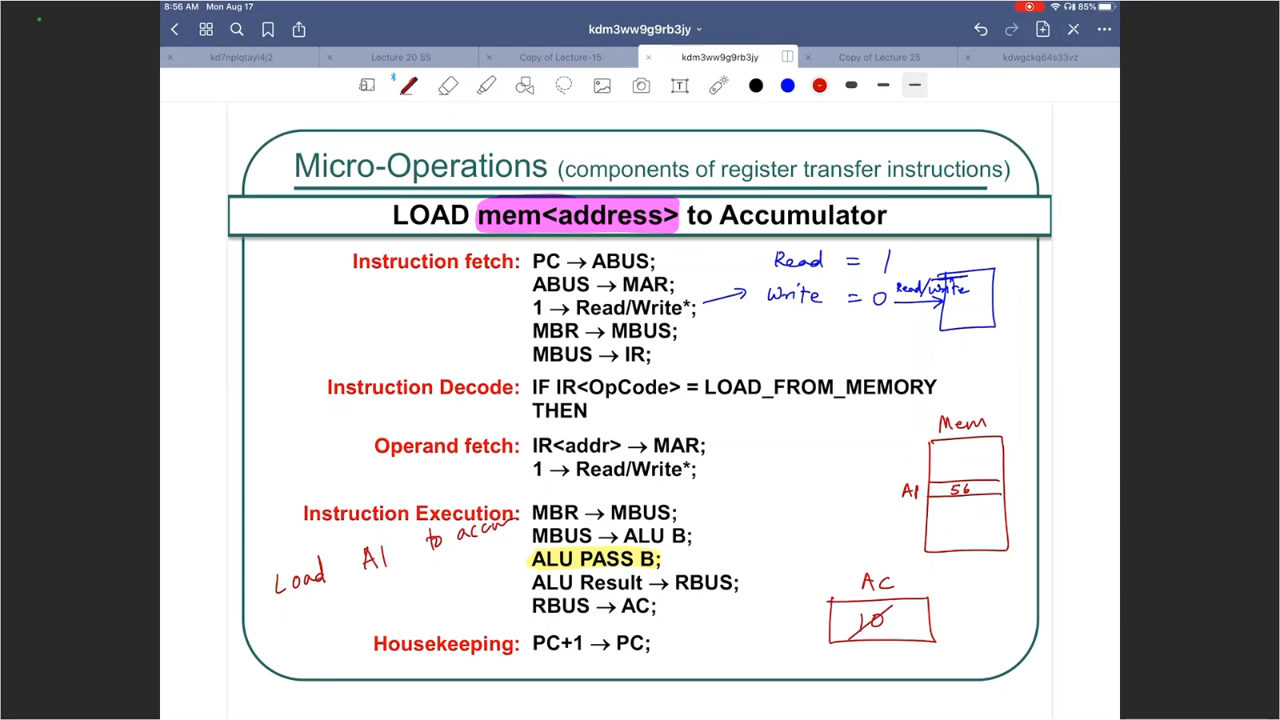 8:56 AM Mon Aug 17
85%
kdm3ww9g9rb3jy
kd7nplqtayl4j2
Lecture 20 SS
Copy of Lecture-15
kdm3ww9g9rb3jy
Copy of Lecture 25
kdwgckq64s33vz
Micro-Operations (components of register transfer instructions)
LOAD mem<address> to Accumulator
Instruction fetch: PC → ABUS;
ABUS → MAR;
1 → Read/Write*;
MBR → MBUS;
MBUS → IR;
Read = 1
Write = 0
Read/Write
Instruction Decode: IF IR<OpCode> = LOAD_FROM_MEMORY
THEN
Operand fetch: IR<addr> → MAR;
1 → Read/Write*;
Mem
A1 56
Instruction Execution: MBR → MBUS;
MBUS → ALU B;
ALU PASS B;
ALU Result → RBUS;
RBUS → AC;
Load A1 to accum
AC
10
Housekeeping: PC+1 → PC;